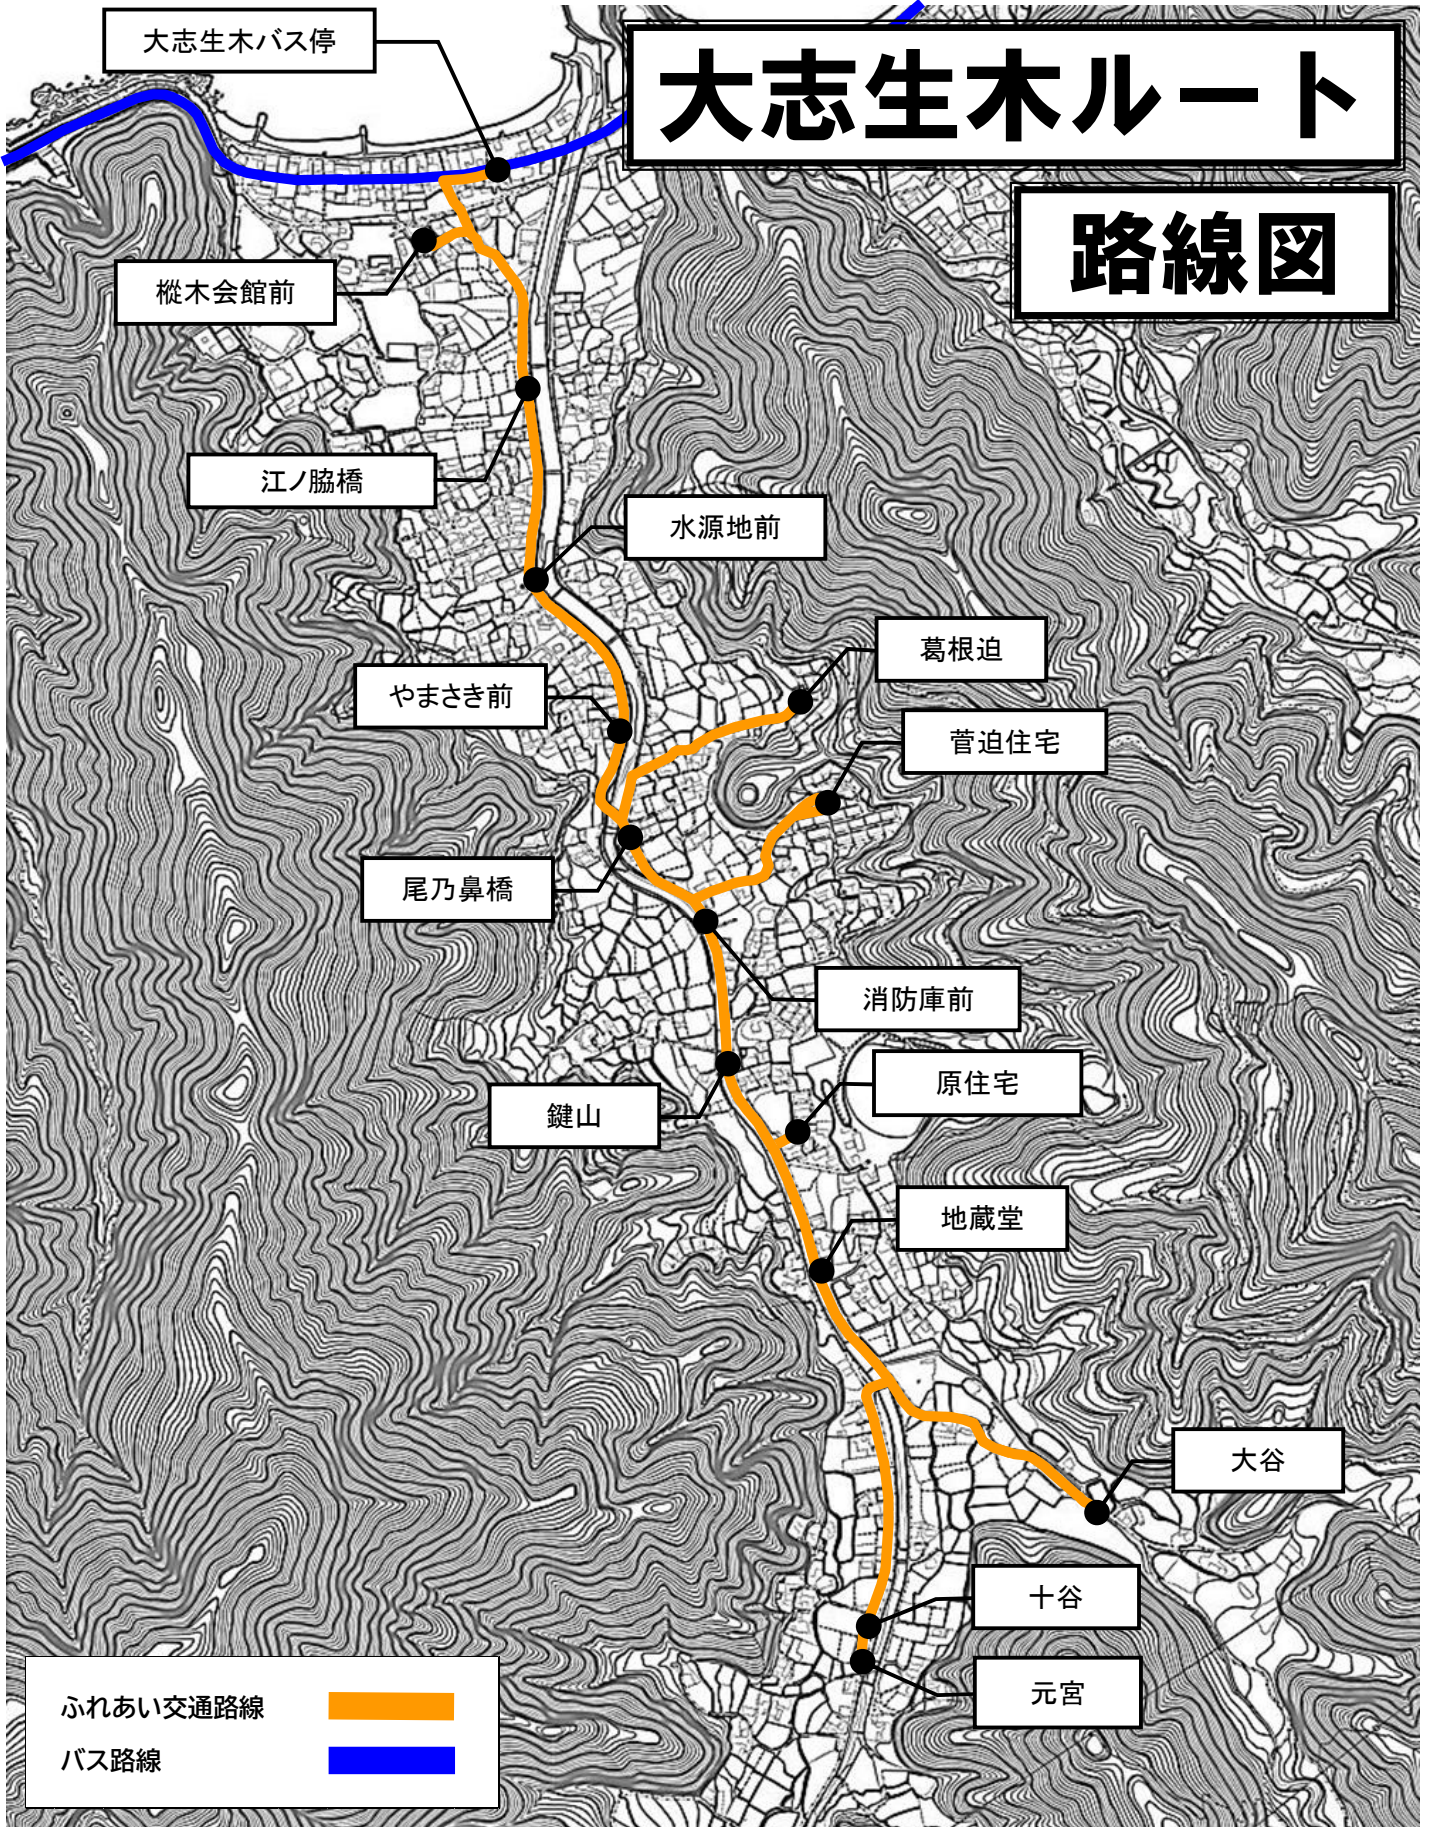 大志生木バス停
大志生木ルート
路線図
樅木会館前
江ノ脇橋
水源地前
葛根迫
やまさき前
菅迫住宅
尾乃鼻橋
消防庫前
原住宅
鍵山
地蔵堂
大谷
十谷
元宮
ふれあい交通路線
バス路線